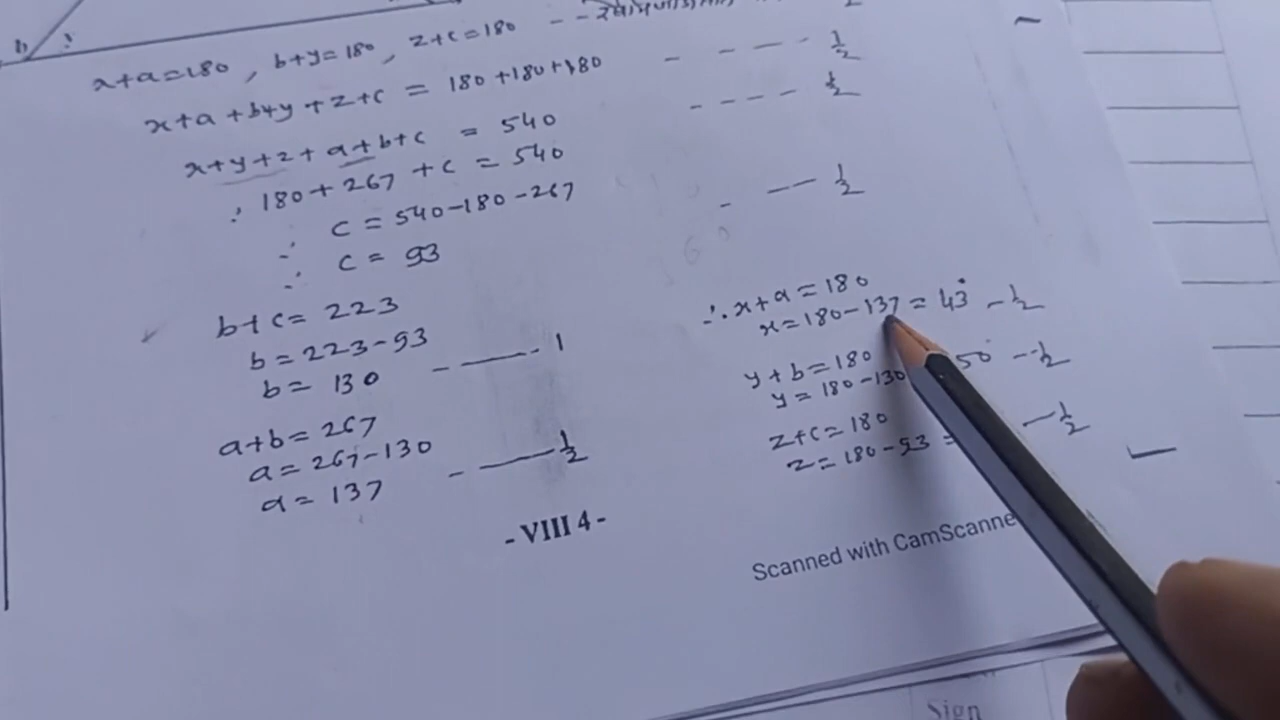 x+a=180, b+y=180, z+c=180 --
x+a+b+y+z+c = 180+180+180 ---- ½
x+y+z+a+b+c = 540 ---- ½
∴ 180+267+c = 540
∴ c = 540-180-267 --- ½
∴ c = 93
b+c= 223
b= 223-93
b= 130 ---- 1
a+b= 267
a= 267-130
a= 137 ---- ½
∴ x+a=180
x=180-137=43° -½
y+b=180
y=180-130 50° --½
z+c=180
z=180-93 = -½
- VIII 4 -
Scanned with CamScanne
Sign